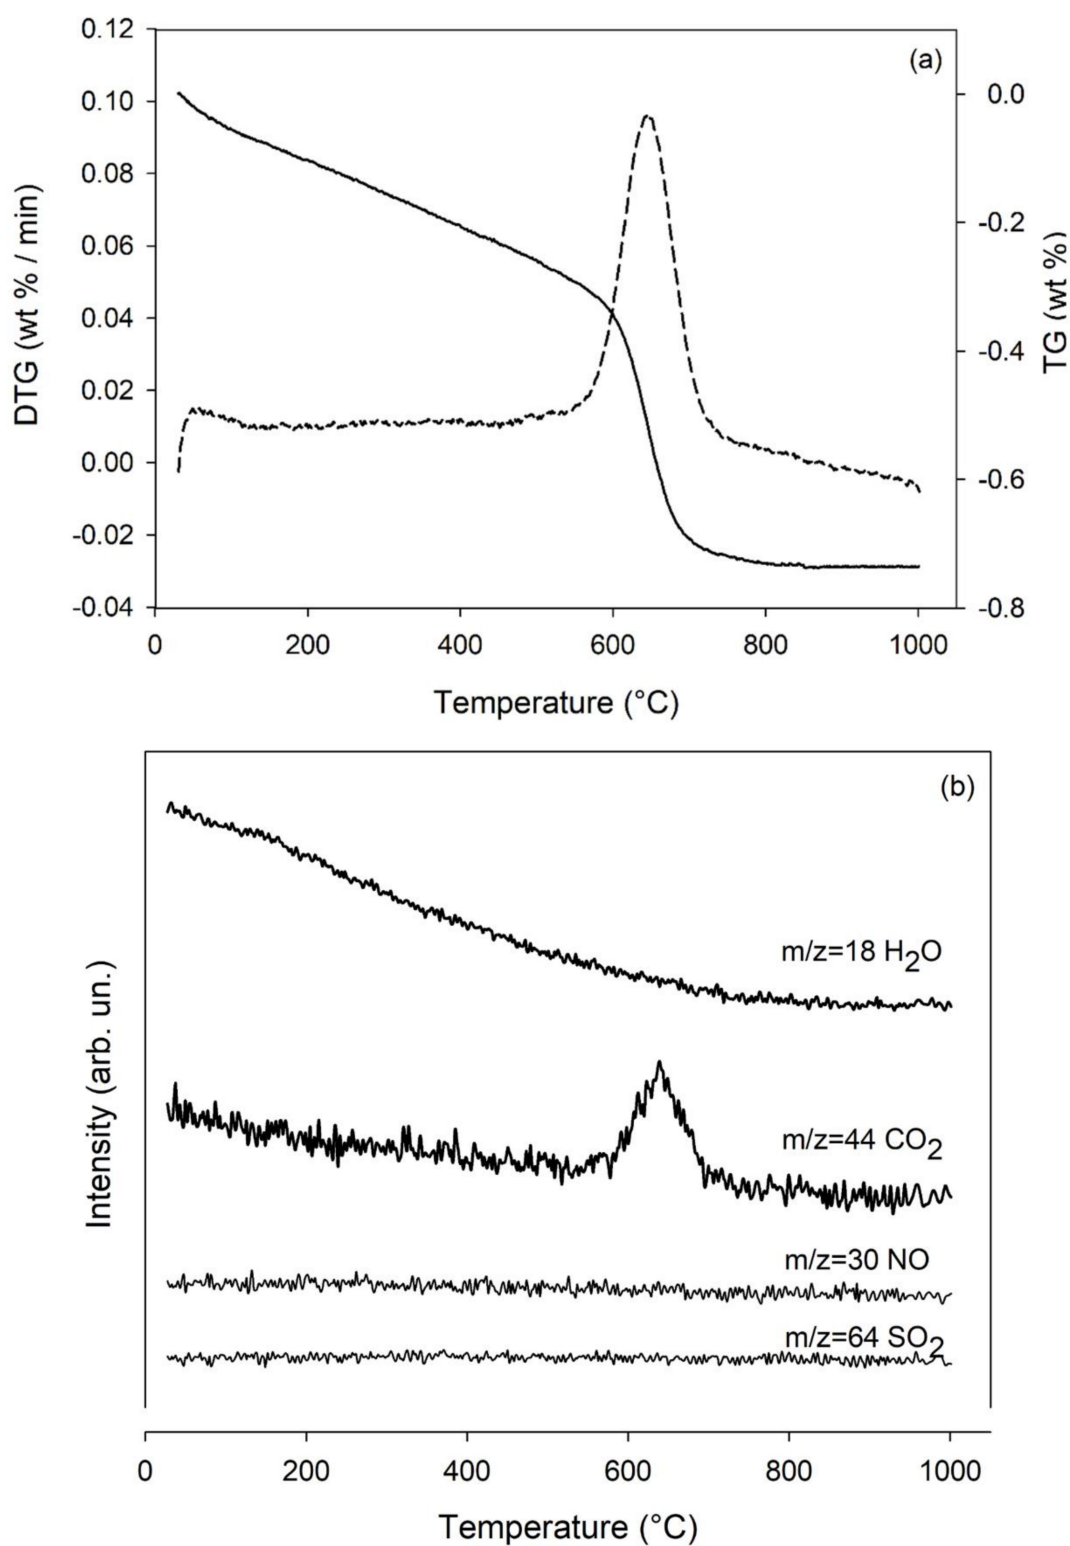 (a)
DTG (wt % / min)
0.12
0.10
0.08
0.06
0.04
0.02
0.00
-0.02
-0.04
0.0
-0.2
-0.4
-0.6
-0.8
TG (wt %)
0 200 400 600 800 1000
Temperature (°C)
(b)
Intensity (arb. un.)
m/z=18 H2O
m/z=44 CO2
m/z=30 NO
m/z=64 SO2
0 200 400 600 800 1000
Temperature (°C)